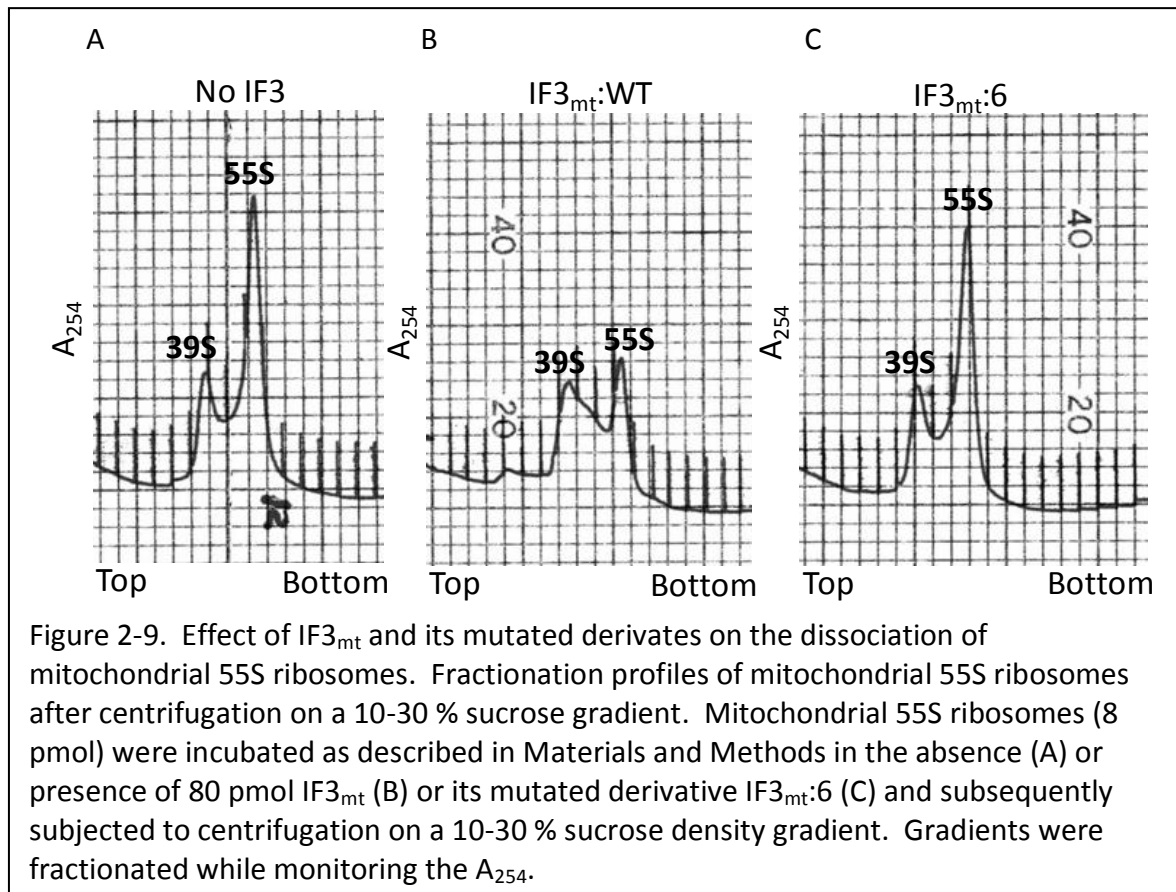 A
B
C
No IF3
IF3mt:WT
IF3mt:6
55S
39S
A254
Top
Bottom
40
20
39S
55S
A254
Top
Bottom
40
20
55S
39S
A254
Top
Bottom
Figure 2-9. Effect of IF3mt and its mutated derivates on the dissociation of
mitochondrial 55S ribosomes. Fractionation profiles of mitochondrial 55S ribosomes
after centrifugation on a 10-30 % sucrose gradient. Mitochondrial 55S ribosomes (8
pmol) were incubated as described in Materials and Methods in the absence (A) or
presence of 80 pmol IF3mt (B) or its mutated derivative IF3mt:6 (C) and subsequently
subjected to centrifugation on a 10-30 % sucrose density gradient. Gradients were
fractionated while monitoring the A254.